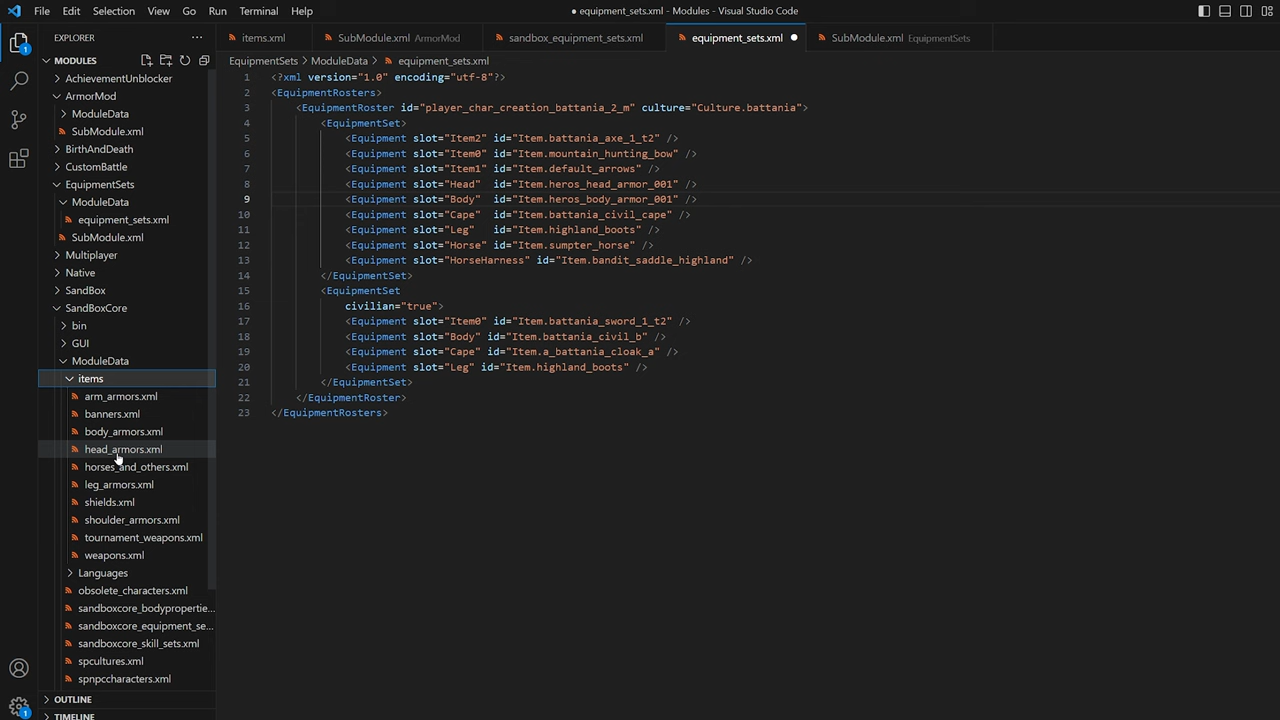 File Edit Selection View Go Run Terminal Help
● equipment_sets.xml - Modules - Visual Studio Code
EXPLORER ...
MODULES
AchievementUnblocker
ArmorMod
ModuleData
SubModule.xml
BirthAndDeath
CustomBattle
EquipmentSets
ModuleData
equipment_sets.xml
SubModule.xml
Multiplayer
Native
SandBox
SandBoxCore
bin
GUI
ModuleData
items
arm_armors.xml
banners.xml
body_armors.xml
head_armors.xml
horses_and_others.xml
leg_armors.xml
shields.xml
shoulder_armors.xml
tournament_weapons.xml
weapons.xml
Languages
obsolete_characters.xml
sandboxcore_bodypropertie...
sandboxcore_equipment_se...
sandboxcore_skill_sets.xml
spcultures.xml
spnpccharacters.xml
OUTLINE
TIMELINE
1
1
items.xml SubModule.xml ArmorMod sandbox_equipment_sets.xml equipment_sets.xml ● SubModule.xml EquipmentSets
EquipmentSets > ModuleData > equipment_sets.xml
1 <?xml version="1.0" encoding="utf-8"?>
2 <EquipmentRosters>
3 <EquipmentRoster id="player_char_creation_battania_2_m" culture="Culture.battania">
4 <EquipmentSet>
5 <Equipment slot="Item2" id="Item.battania_axe_1_t2" />
6 <Equipment slot="Item0" id="Item.mountain_hunting_bow" />
7 <Equipment slot="Item1" id="Item.default_arrows" />
8 <Equipment slot="Head" id="Item.heros_head_armor_001" />
9 <Equipment slot="Body" id="Item.heros_body_armor_001" />
10 <Equipment slot="Cape" id="Item.battania_civil_cape" />
11 <Equipment slot="Leg" id="Item.highland_boots" />
12 <Equipment slot="Horse" id="Item.sumpter_horse" />
13 <Equipment slot="HorseHarness" id="Item.bandit_saddle_highland" />
14 </EquipmentSet>
15 <EquipmentSet
16 civilian="true">
17 <Equipment slot="Item0" id="Item.battania_sword_1_t2" />
18 <Equipment slot="Body" id="Item.battania_civil_b" />
19 <Equipment slot="Cape" id="Item.a_battania_cloak_a" />
20 <Equipment slot="Leg" id="Item.highland_boots" />
21 </EquipmentSet>
22 </EquipmentRoster>
23 </EquipmentRosters>